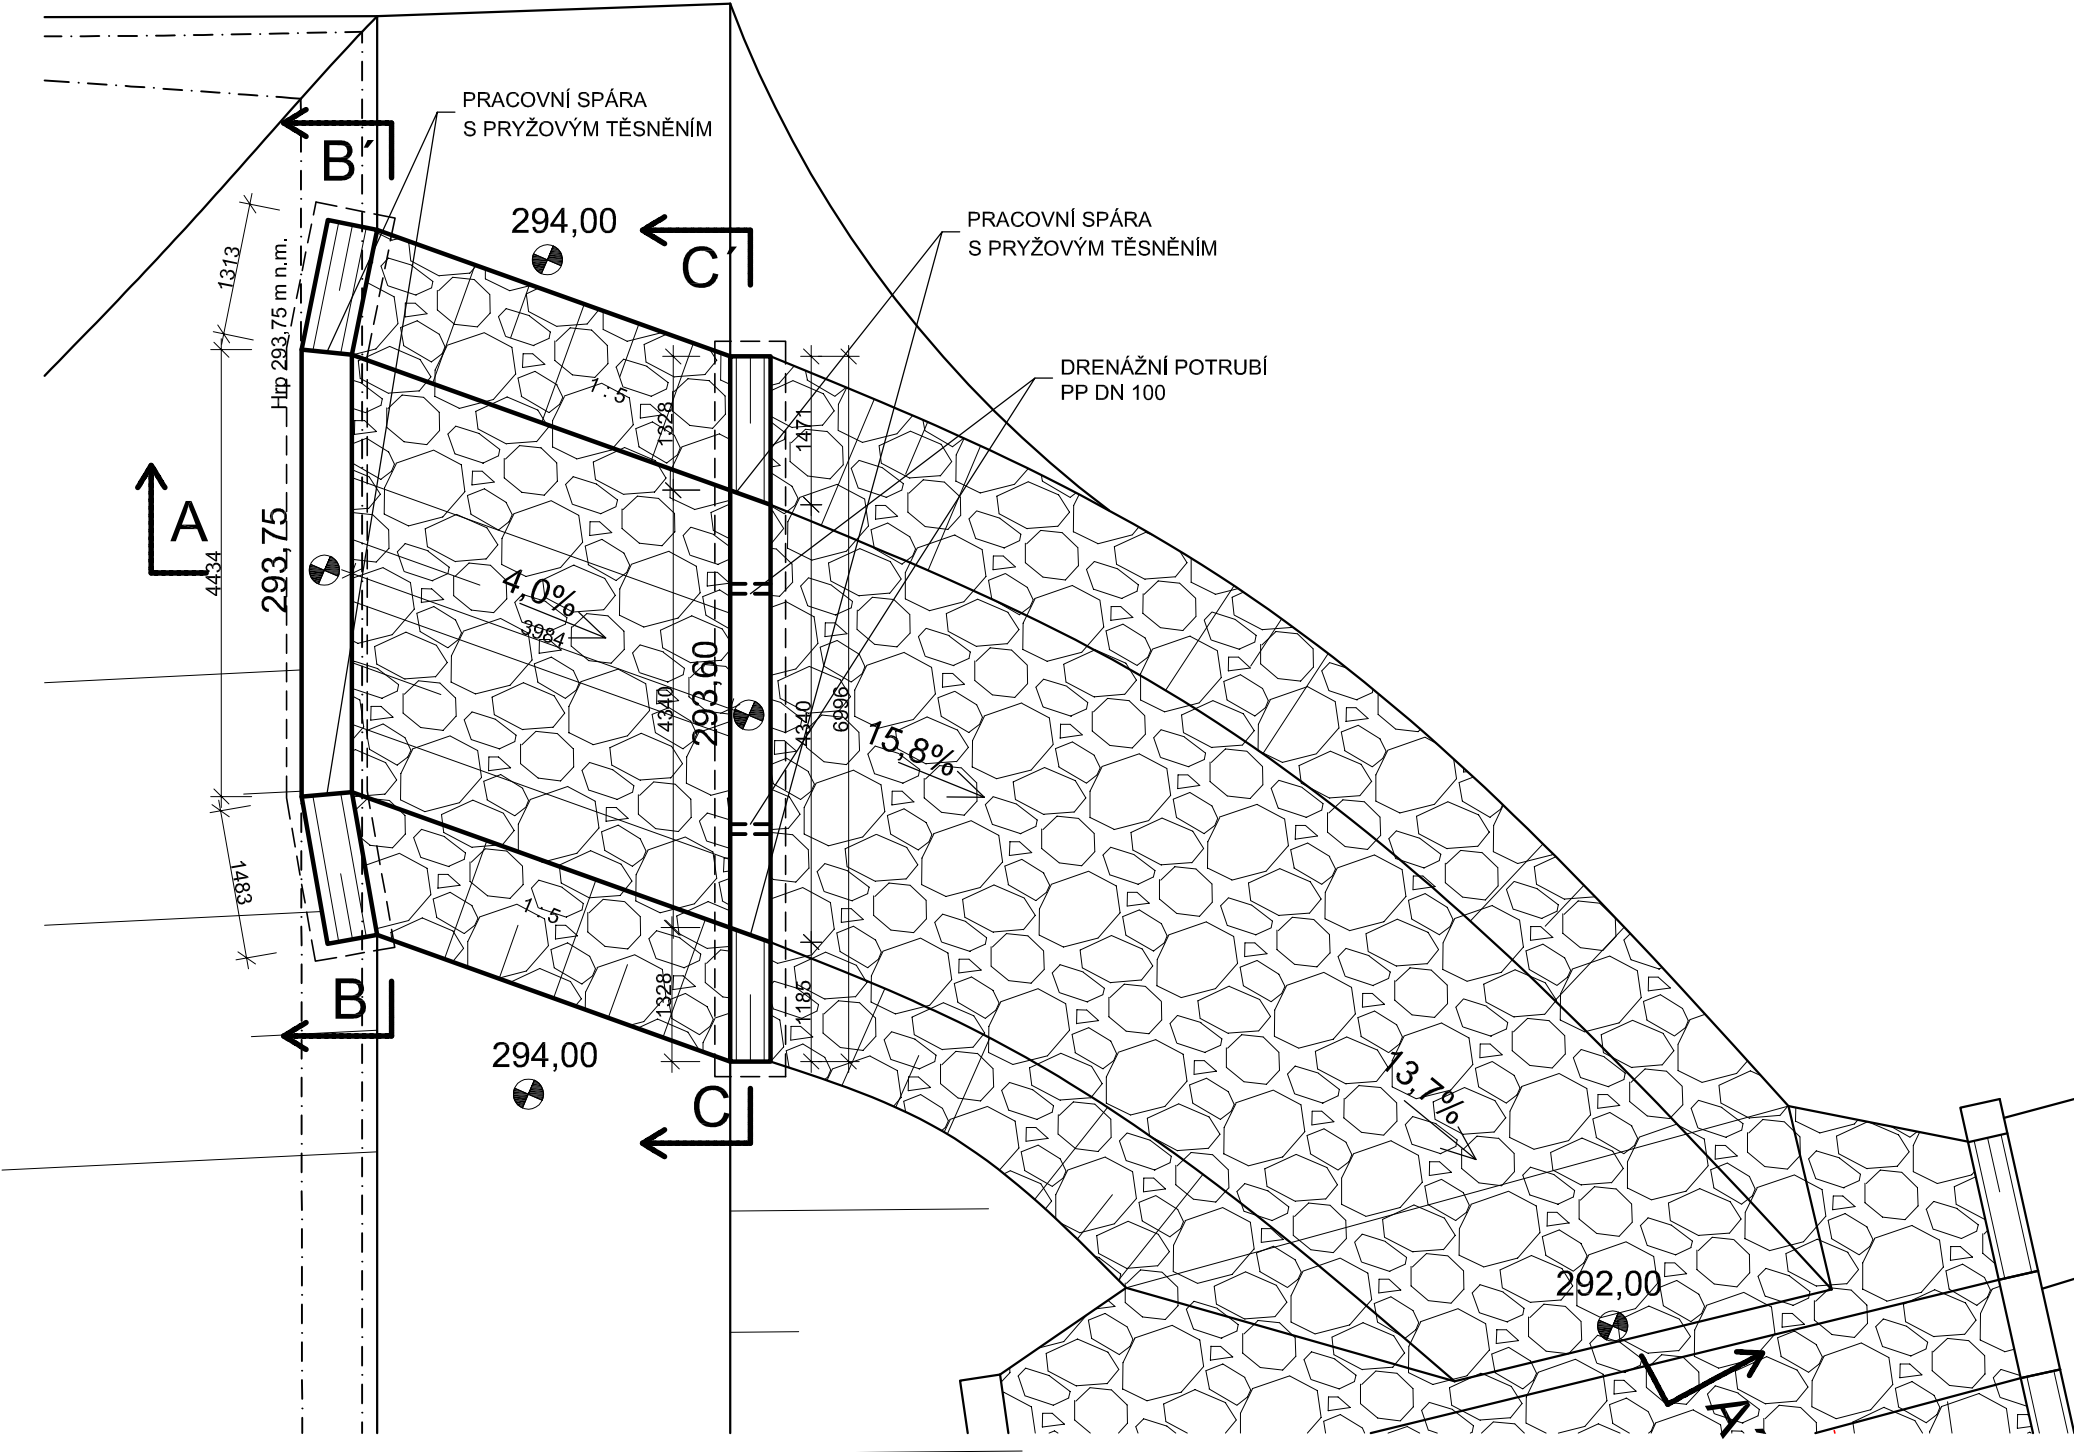 PRACOVNÍ SPÁRA
S PRYŽOVÝM TĚSNĚNÍM
B´
294,00
C´
PRACOVNÍ SPÁRA
S PRYŽOVÝM TĚSNĚNÍM
1313
Hrp 293,75 m n.m.
DRENÁŽNÍ POTRUBÍ
PP DN 100
1 : 5
1328
1471
A
4434
293,75
4,0%
3984
4340
293,60
4340
6996
15,8%
1483
1 : 5
B
1328
1185
294,00
C
13,7%
292,00
A´